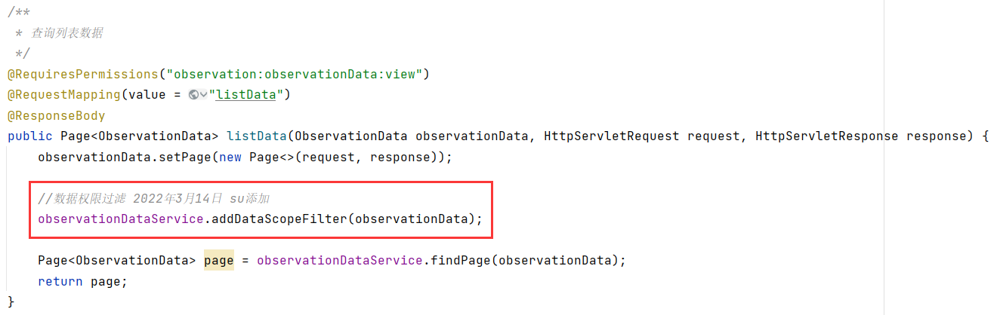 /**
 * 查询列表数据
 */
@RequiresPermissions("observation:observationData:view")
@RequestMapping(value = "listData")
@ResponseBody
public Page<ObservationData> listData(ObservationData observationData, HttpServletRequest request, HttpServletResponse response) {
    observationData.setPage(new Page<>(request, response));
    //数据权限过滤 2022年3月14日 su添加
    observationDataService.addDataScopeFilter(observationData);
    Page<ObservationData> page = observationDataService.findPage(observationData);
    return page;
}